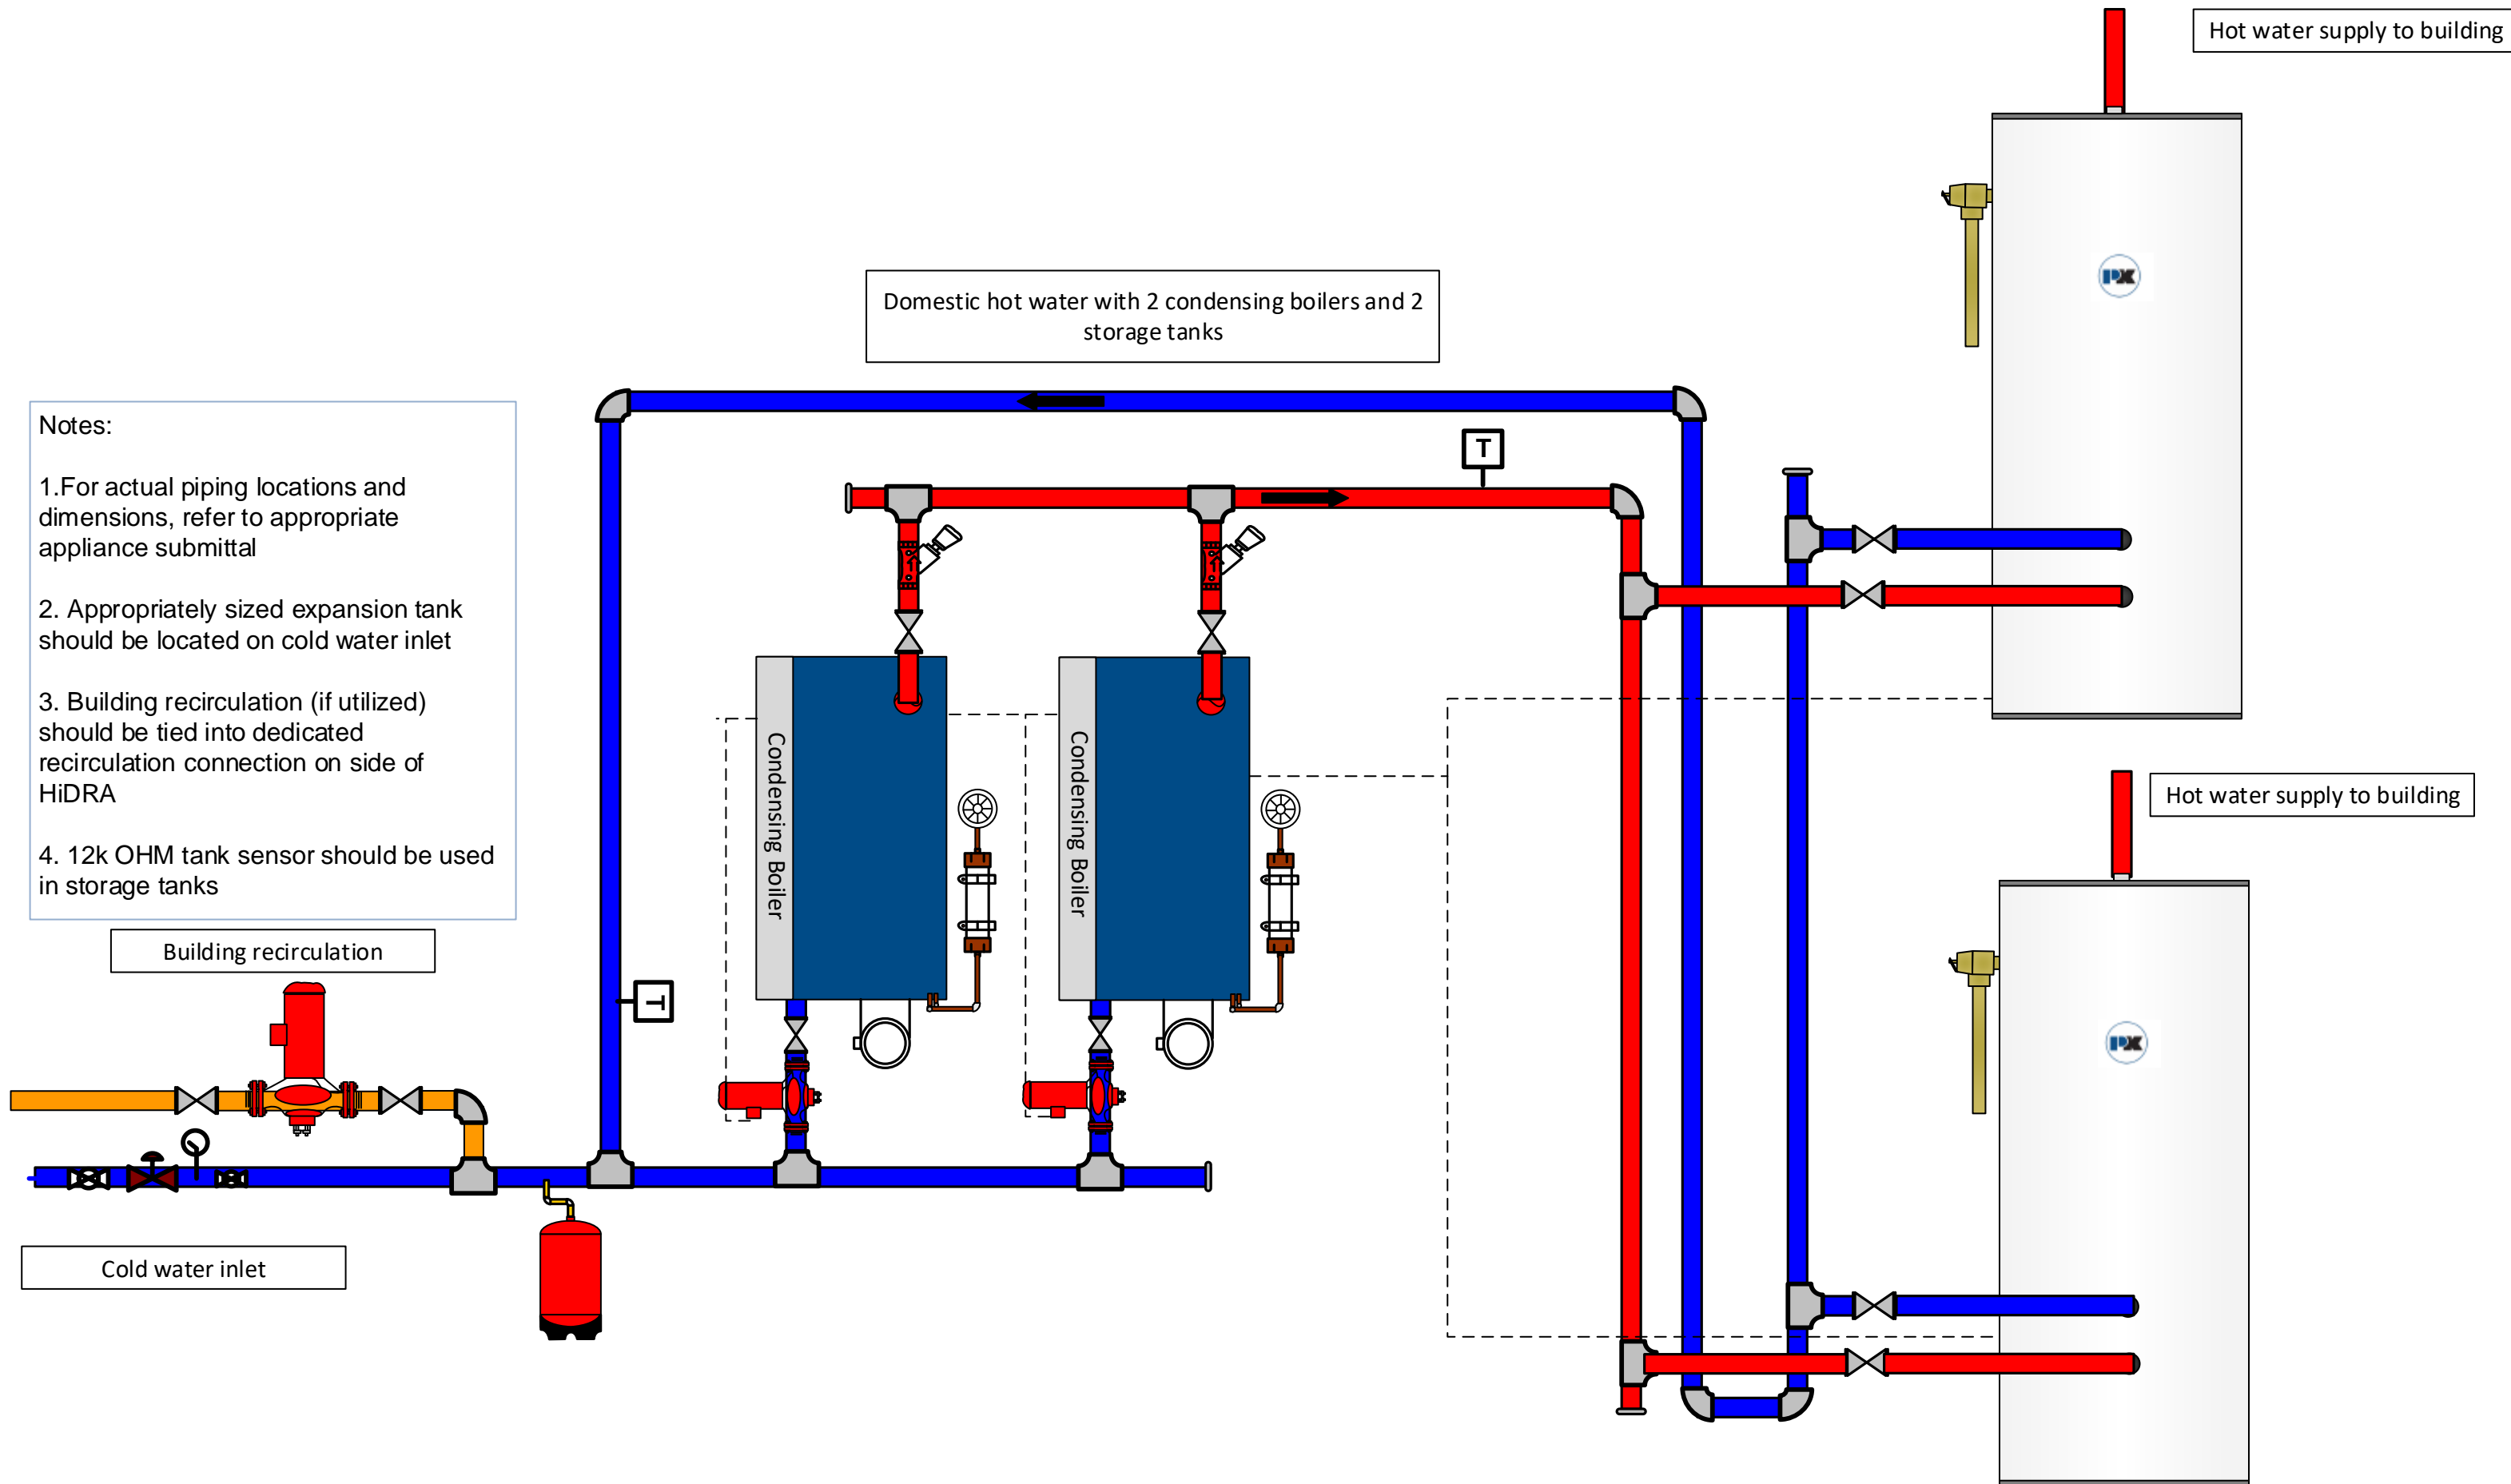 Hot water supply to building
Domestic hot water with 2 condensing boilers and 2
storage tanks
Notes:
1.For actual piping locations and
dimensions, refer to appropriate
appliance submittal
2. Appropriately sized expansion tank
should be located on cold water inlet
3. Building recirculation (if utilized)
should be tied into dedicated
recirculation connection on side of
HiDRA
4. 12k OHM tank sensor should be used
in storage tanks
PX
T
Condensing Boiler
Condensing Boiler
Hot water supply to building
Building recirculation
T
PX
Cold water inlet